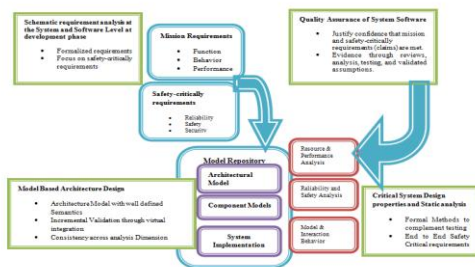 Schematic requirement analysis at
the System and Software Level at
development phase
• Formalized requirements
• Focus on safety-critically
requirements
Mission Requirements
• Function
• Behavior
• Performance
Safety-critically
requirements
• Reliability
• Safety
• Security
Quality Assurance of System Software
• Justify confidence that mission
and safety-critically
requirements (claims) are met.
• Evidence through reviews,
analysis, testing, and validated
assumptions.
Model Repository
Architectural
Model
Component Models
System
Implementation
Resource &
Performance
Analysis
Reliability and
Safety Analysis
Model &
Interaction
Behavior
Model Based Architecture Design
• Architecture Model with well defined
Semantics
• Incremental Validation through virtual
integration
• Consistency across analysis Dimension
Critical System Design
properties and Static analysis
• Formal Methods to
complement testing
• End to End Safety
Critical requirements